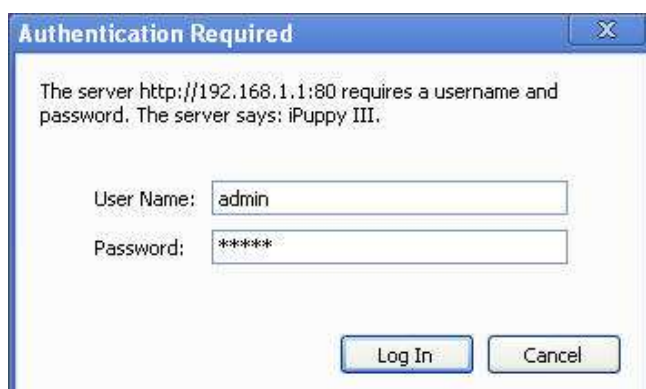 Authentication Required
The server http://192.168.1.1:80 requires a username and
password. The server says: iPuppy III.
User Name: admin
Password: *****
Log In Cancel